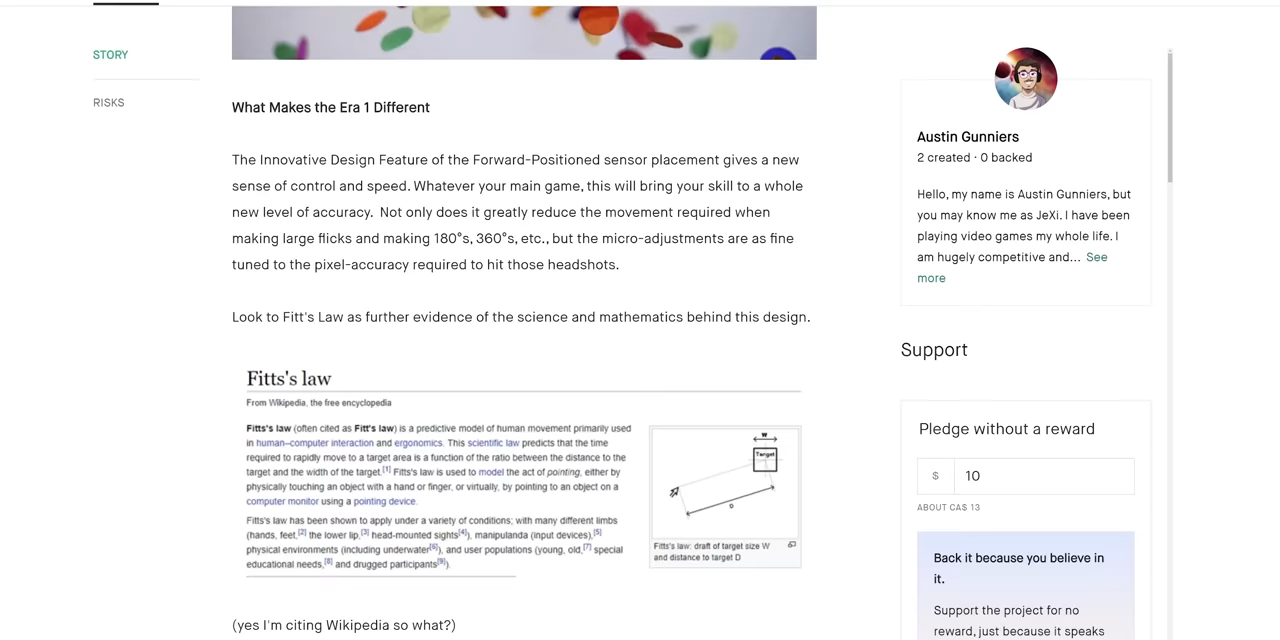 STORY
RISKS
What Makes the Era 1 Different
The Innovative Design Feature of the Forward-Positioned sensor placement gives a new
sense of control and speed. Whatever your main game, this will bring your skill to a whole
new level of accuracy.  Not only does it greatly reduce the movement required when
making large flicks and making 180°s, 360°s, etc., but the micro-adjustments are as fine
tuned to the pixel-accuracy required to hit those headshots.
Look to Fitt's Law as further evidence of the science and mathematics behind this design.
Fitts's law
From Wikipedia, the free encyclopedia
Fitts's law (often cited as Fitt's law) is a predictive model of human movement primarily used
in human–computer interaction and ergonomics. This scientific law predicts that the time
required to rapidly move to a target area is a function of the ratio between the distance to the
target and the width of the target.[1] Fitts's law is used to model the act of pointing, either by
physically touching an object with a hand or finger, or virtually, by pointing to an object on a
computer monitor using a pointing device.
Fitts's law has been shown to apply under a variety of conditions; with many different limbs
(hands, feet,[2] the lower lip,[3] head-mounted sights[4]), manipulanda (input devices),[5]
physical environments (including underwater[6]), and user populations (young, old,[7] special
educational needs,[8] and drugged participants[9]).
W
Target
D
Fitts's law: draft of target size W
and distance to target D
(yes I'm citing Wikipedia so what?)
Austin Gunniers
2 created · 0 backed
Hello, my name is Austin Gunniers, but
you may know me as JeXi. I have been
playing video games my whole life. I
am hugely competitive and... See
more
Support
Pledge without a reward
$ 10
ABOUT CA$ 13
Back it because you believe in
it.
Support the project for no
reward, just because it speaks